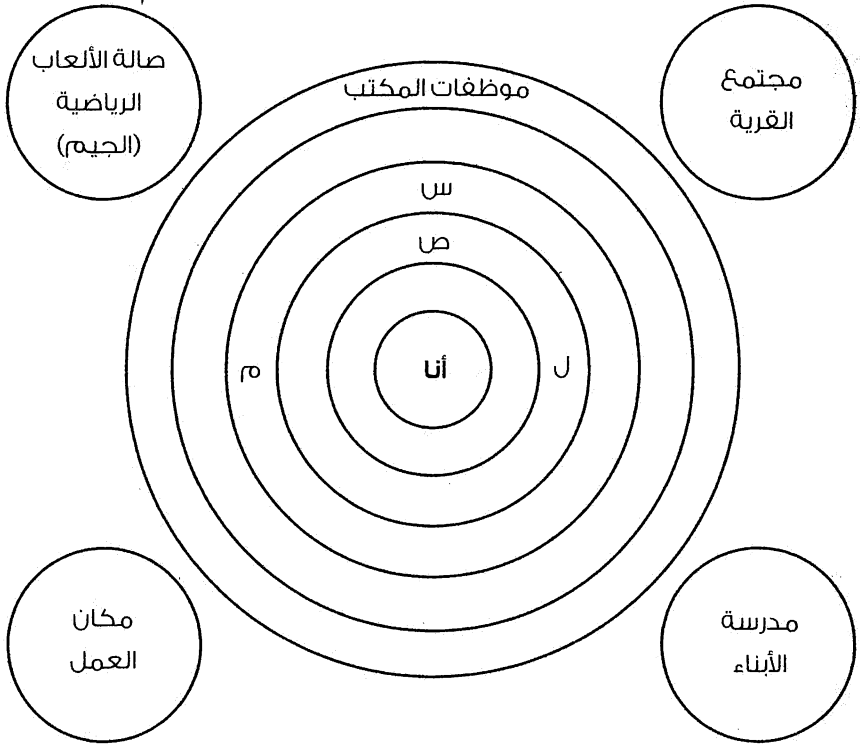 مجتمع
القرية
صالة الألعاب
الرياضية
(الجيم)
موظفات المكتب
س
ص
ل
أنا
م
مدرسة
الأبناء
مكان
العمل